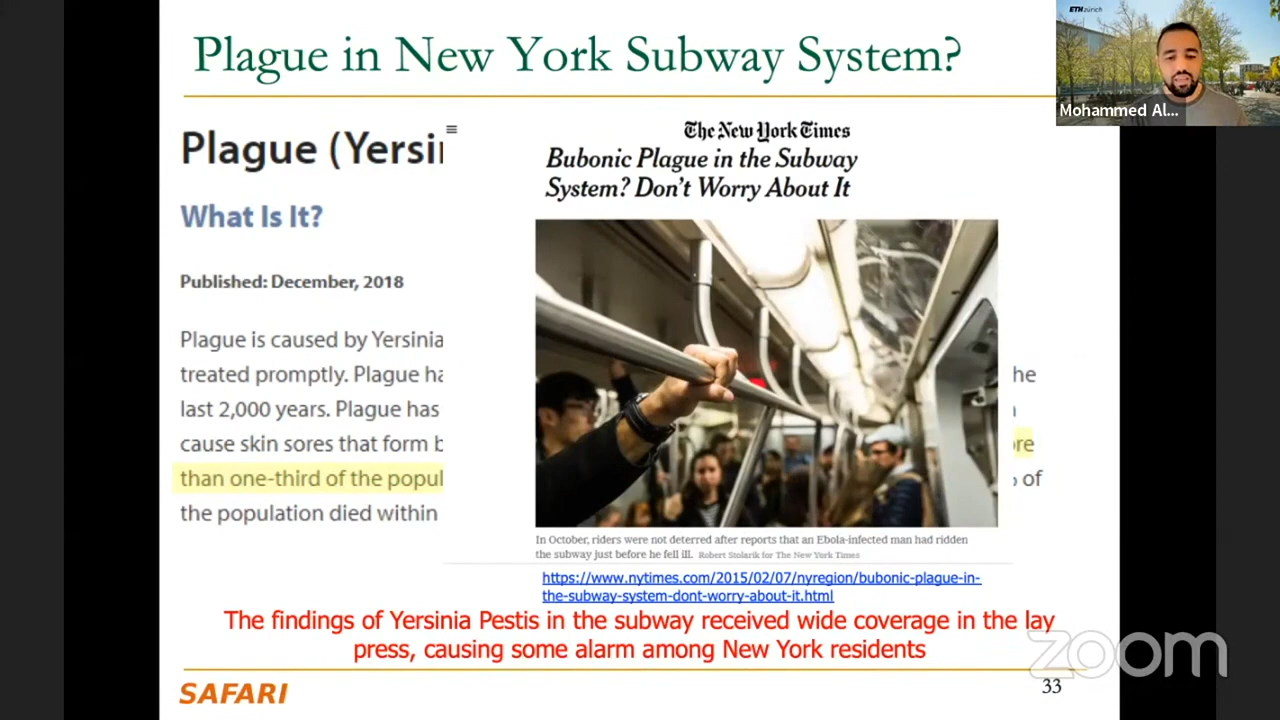 Plague in New York Subway System?
ETH zürich
Mohammed Al...
Plague (Yersi
What Is It?
Published: December, 2018
Plague is caused by Yersinia
treated promptly. Plague ha
last 2,000 years. Plague has
cause skin sores that form b
than one-third of the popul
the population died within
The New York Times
Bubonic Plague in the Subway
System? Don't Worry About It
he
re
of
In October, riders were not deterred after reports that an Ebola-infected man had ridden
the subway just before he fell ill. Robert Stolarik for The New York Times
https://www.nytimes.com/2015/02/07/nyregion/bubonic-plague-in-
the-subway-system-dont-worry-about-it.html
The findings of Yersinia Pestis in the subway received wide coverage in the lay
press, causing some alarm among New York residents
zoom
SAFARI
33